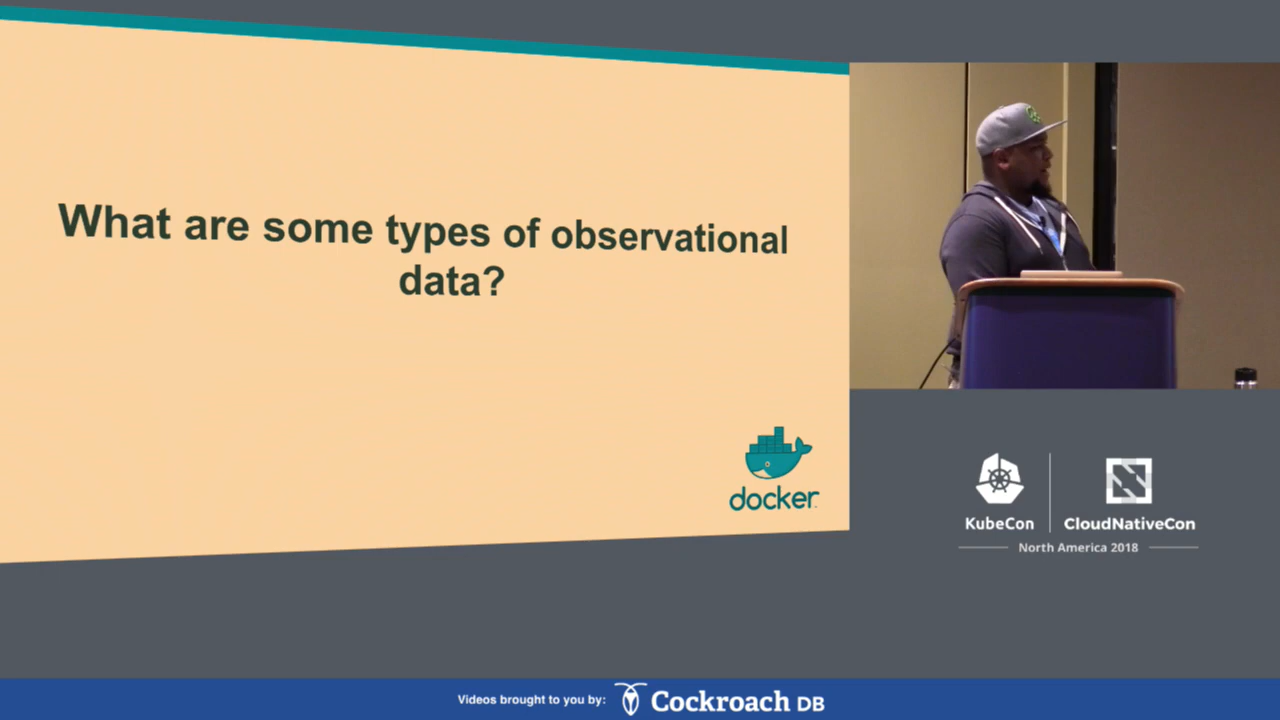 What are some types of observational
data?
docker
KubeCon
CloudNativeCon
North America 2018
Videos brought to you by:
Cockroach DB